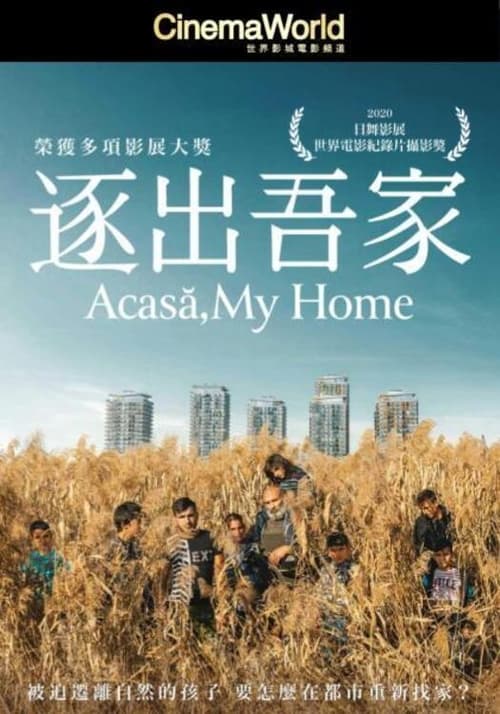 CinemaWorld
世界影城電影頻道
2020
日舞影展
世界電影紀錄片攝影獎
榮獲多項影展大獎
逐出吾家
Acasă, My Home
NEXT
被迫遷離自然的孩子 要怎麼在都市重新找家？